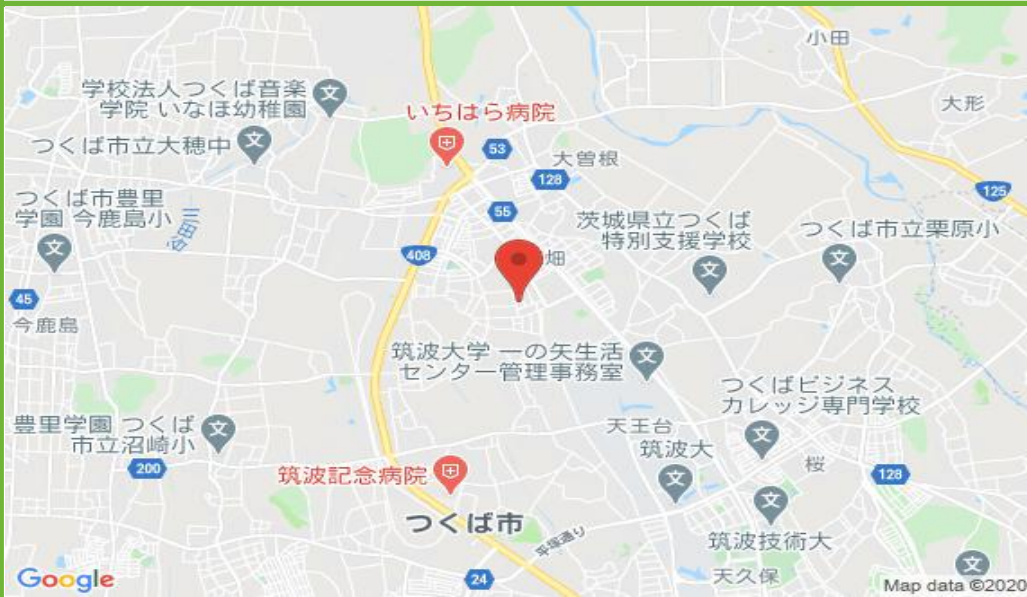 小田
学校法人つくば音楽
学院 いなほ幼稚園
大形
いちはら病院
つくば市立大穂中
53
大曽根
128
125
つくば市豊里
学園 今鹿島小
55
茨城県立つくば
特別支援学校
つくば市立栗原小
408
畑
45
今鹿島
筑波大学 一の矢生活
センター管理事務室
つくばビジネス
カレッジ専門学校
豊里学園 つくば
市立沼崎小
天王台
筑波大
200
筑波記念病院
桜
128
つくば市
平塚通り
筑波技術大
24
天久保
Google
Map data ©2020